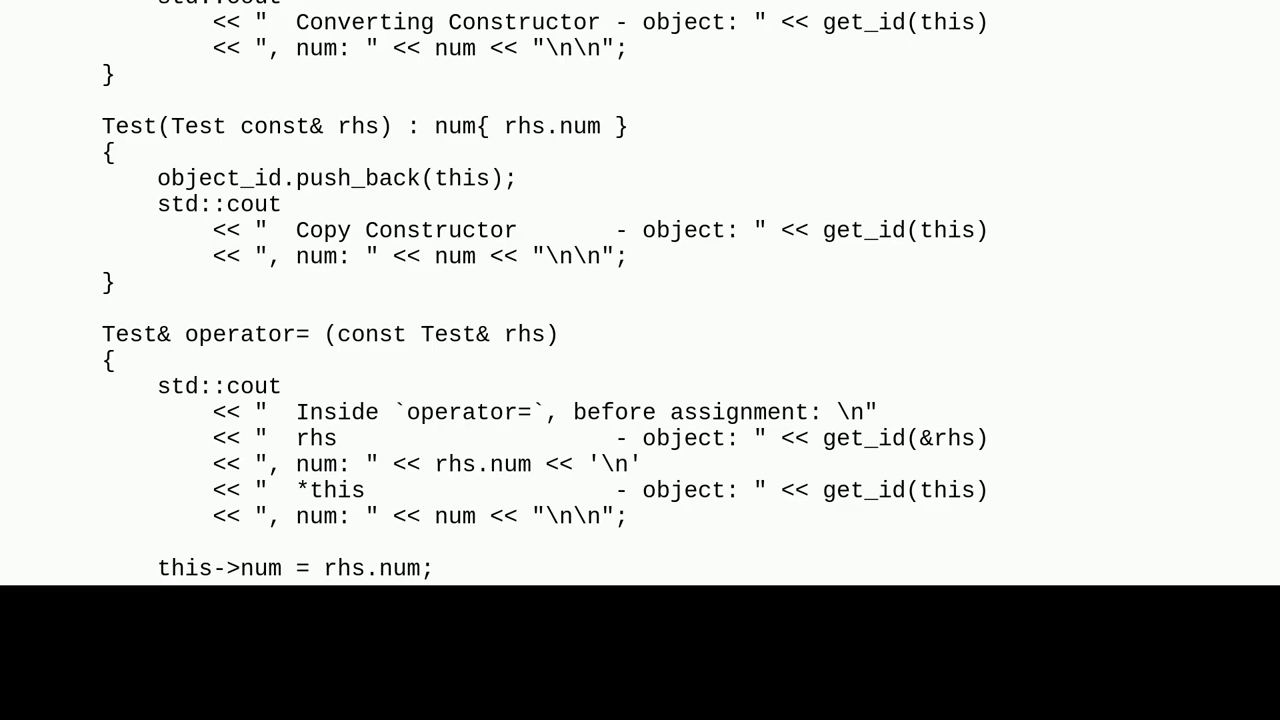 std::cout
<< "  Converting Constructor - object: " << get_id(this)
<< ", num: " << num << "\n\n";
}
Test(Test const& rhs) : num{ rhs.num }
{
object_id.push_back(this);
std::cout
<< "  Copy Constructor       - object: " << get_id(this)
<< ", num: " << num << "\n\n";
}
Test& operator= (const Test& rhs)
{
std::cout
<< "  Inside `operator=`, before assignment: \n"
<< "  rhs                    - object: " << get_id(&rhs)
<< ", num: " << rhs.num << '\n'
<< "  *this                  - object: " << get_id(this)
<< ", num: " << num << "\n\n";
this->num = rhs.num;